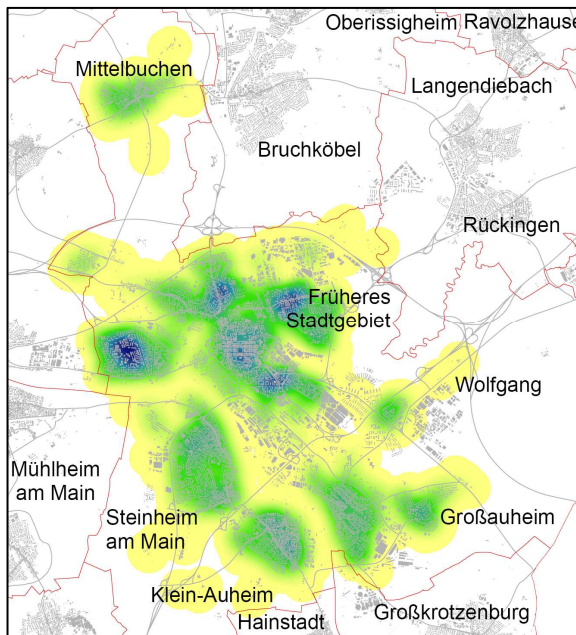 Oberissigheim Ravolzhause
Mittelbuchen
Langendiebach
Bruchköbel
Rückingen
Früheres
Stadtgebiet
Wolfgang
Mühlheim
am Main
Steinheim
am Main
Großauheim
Klein-Auheim
Hainstadt
Großkrotzenburg